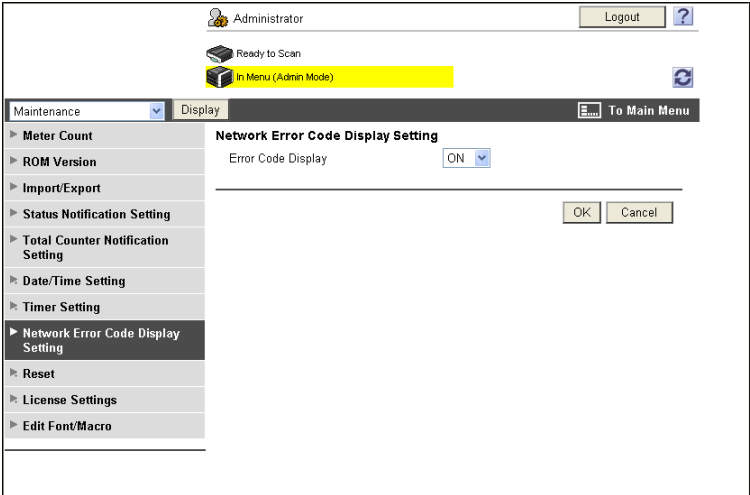 Administrator
Logout
?
Ready to Scan
In Menu (Admin Mode)
Maintenance
Display
To Main Menu
Meter Count
ROM Version
Import/Export
Status Notification Setting
Total Counter Notification
Setting
Date/Time Setting
Timer Setting
Network Error Code Display
Setting
Reset
License Settings
Edit Font/Macro
Network Error Code Display Setting
Error Code Display
ON
OK
Cancel